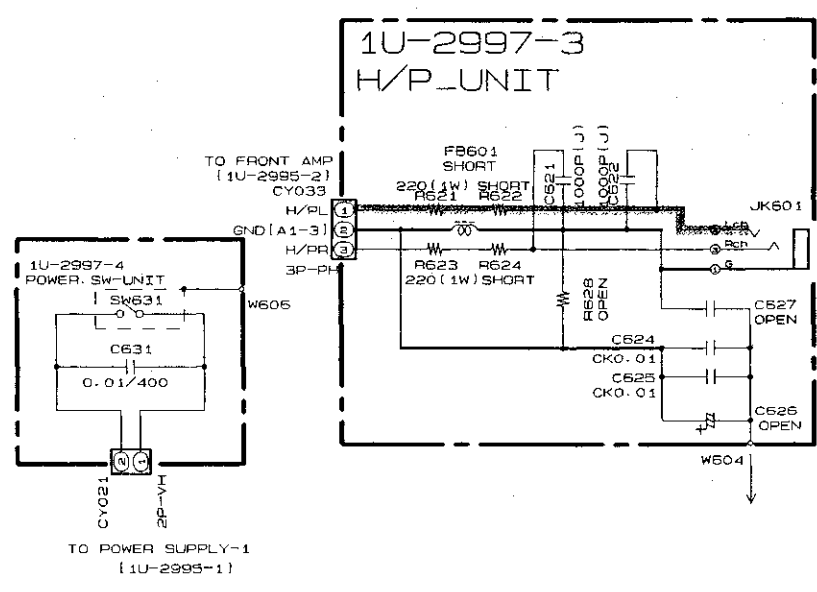 1U-2997-3
H/P_UNIT
TO FRONT AMP
(1U-2995-2)
CY033
H/PL
1
GND(A1-3)
2
H/PR
3
3P-PH
FB601
SHORT
220(1W) SHORT
R621 R622
C621
1000P(J)
1000P(J)
C622
R623 R624
220(1W) SHORT
R628
OPEN
JK601
Lch
Rch
3
G
1
C627
OPEN
C624
CK0.01
C625
CK0.01
C626
OPEN
+
W604
1U-2997-4
POWER.SW-UNIT
SW631
W605
C631
0.01/400
2 1
CY021
2P-VH
TO POWER SUPPLY-1
(1U-2995-1)